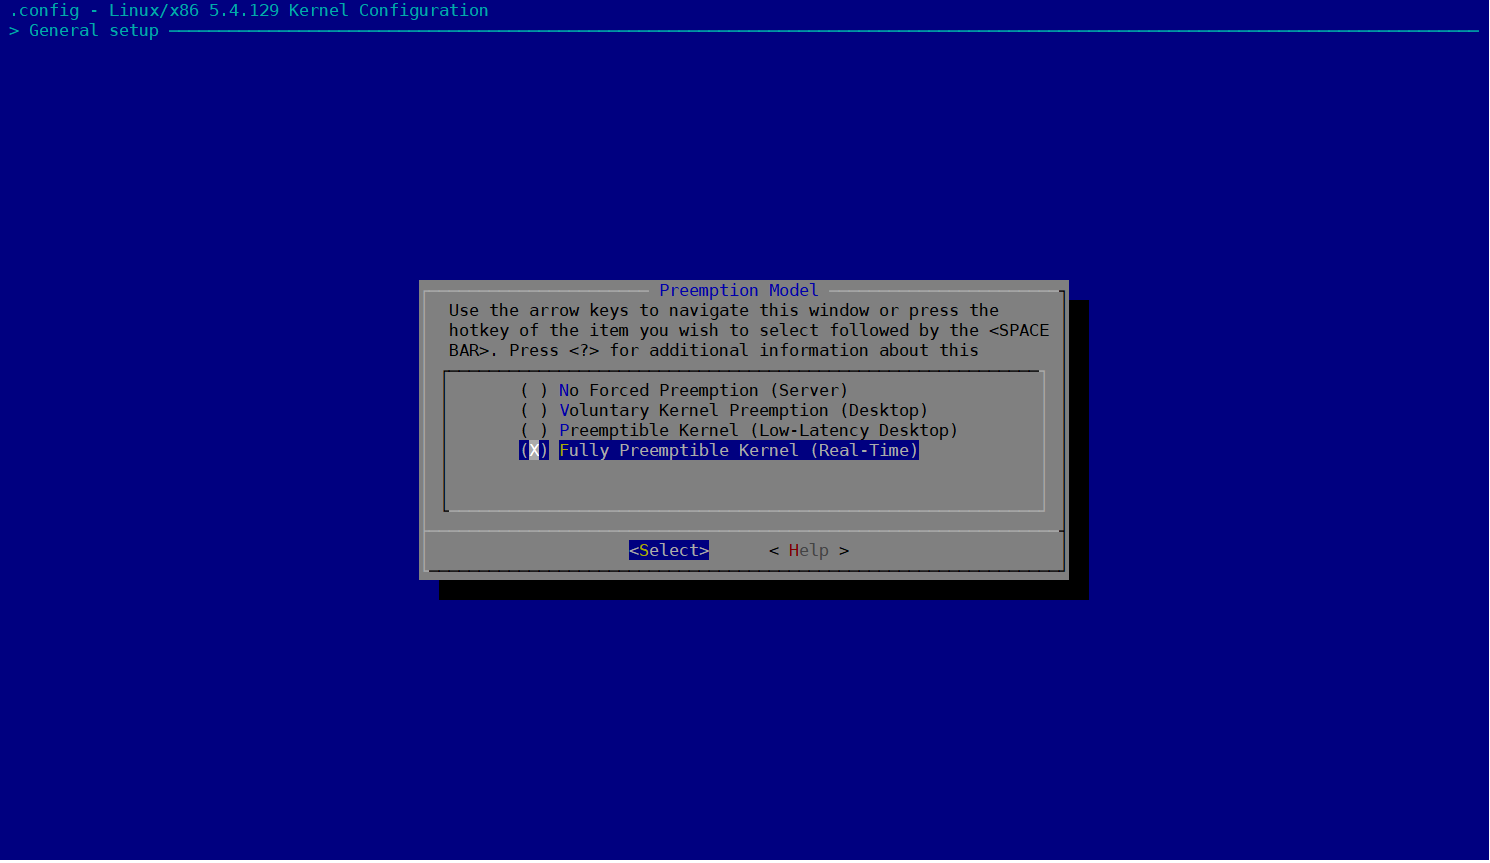 .config - Linux/x86 5.4.129 Kernel Configuration
> General setup
Preemption Model
Use the arrow keys to navigate this window or press the
hotkey of the item you wish to select followed by the <SPACE
BAR>. Press <?> for additional information about this
( ) No Forced Preemption (Server)
( ) Voluntary Kernel Preemption (Desktop)
( ) Preemptible Kernel (Low-Latency Desktop)
(X) Fully Preemptible Kernel (Real-Time)
<Select> < Help >